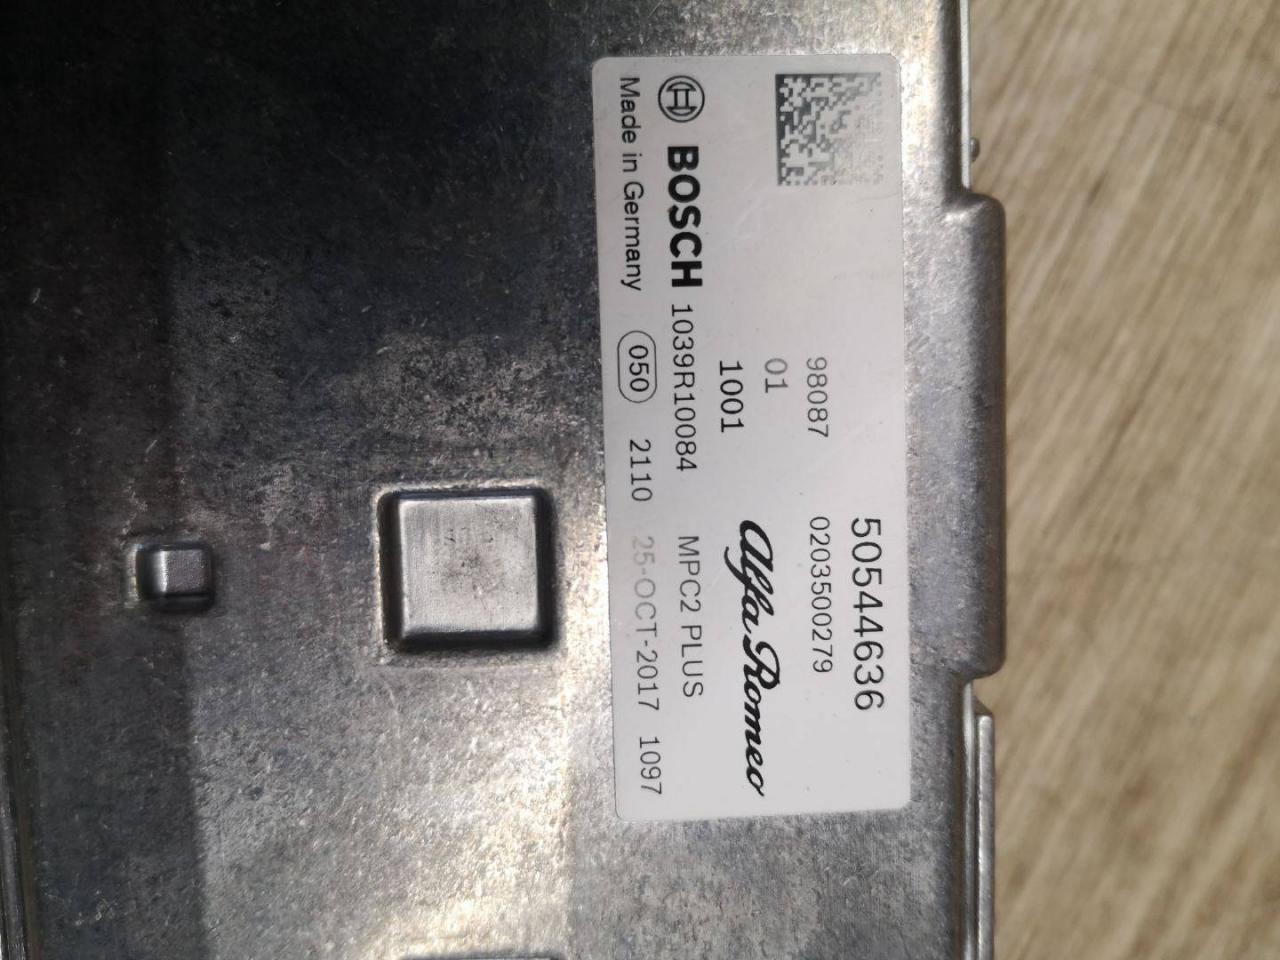 50544636
98087 0203500279
01
1001 Alfa Romeo
BOSCH 1039R10084 MPC2 PLUS
Made in Germany 050 2110 25-OCT-2017 1097